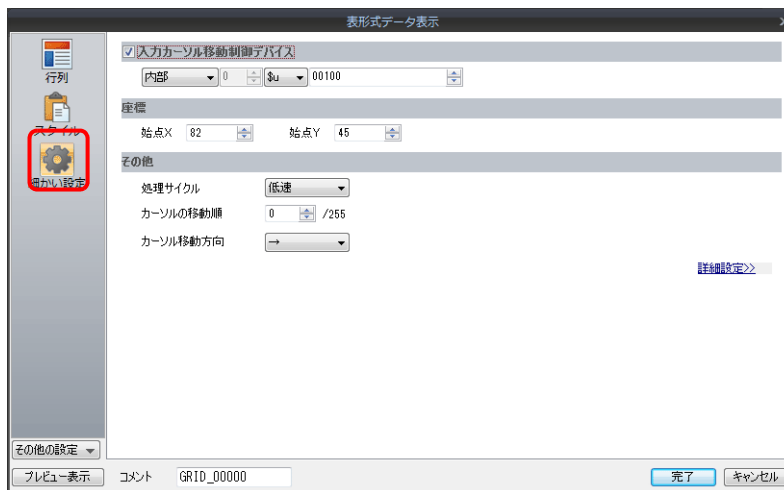 表形式データ表示
行列
スタイル
細かい設定
入力カーソル移動制御デバイス
内部 0 $u 00100
座標
始点X 82 始点Y 45
その他
処理サイクル 低速
カーソルの移動順 0 /255
カーソル移動方向 →
詳細設定>>
その他の設定
プレビュー表示 コメント GRID_00000 完了 キャンセル